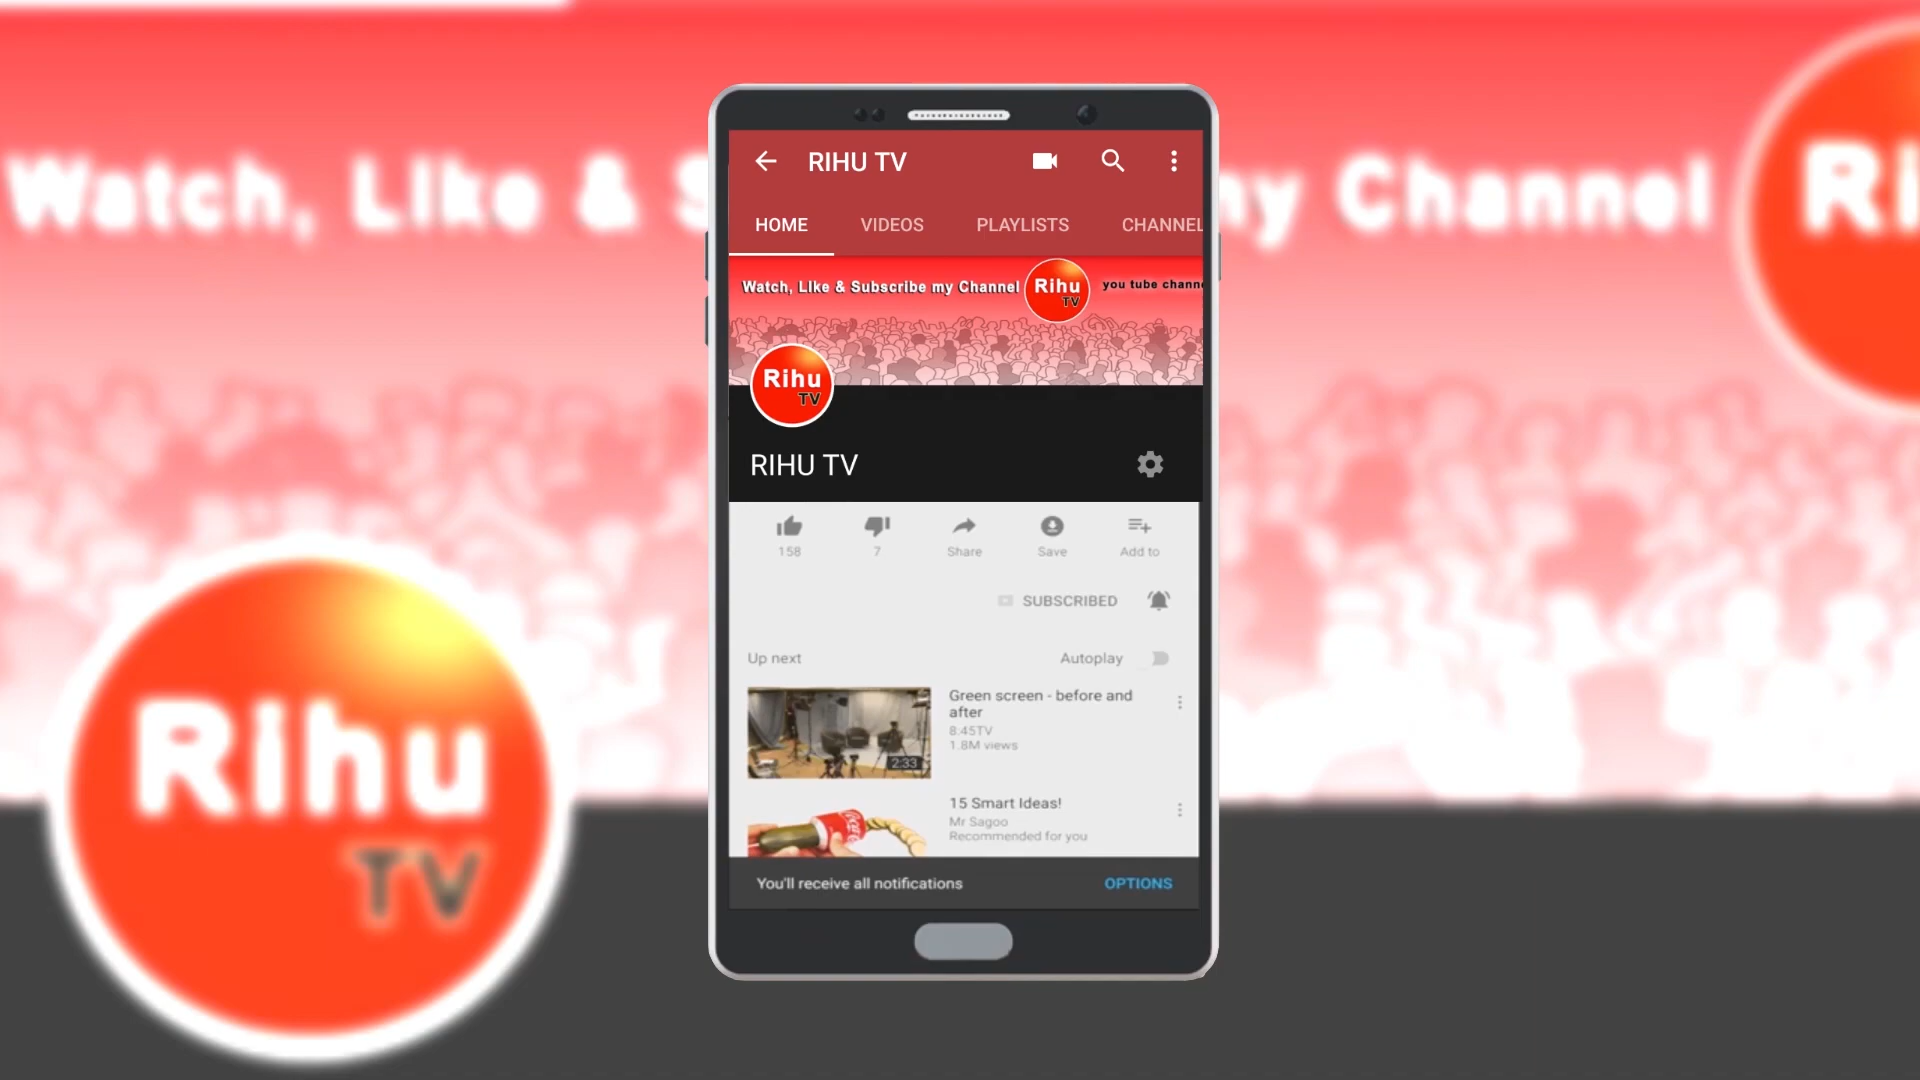 Watch, LIke & S
my Channel
Ri
RIHU TV
HOME VIDEOS PLAYLISTS CHANNEL
Watch, LIke & Subscribe my Channel
Rihu
TV
you tube channe
Rihu
TV
RIHU TV
158 7 Share Save Add to
SUBSCRIBED
Up next Autoplay
Green screen - before and
after
8:45TV
1.8M views
2:33
15 Smart Ideas!
Mr Sagoo
Recommended for you
You'll receive all notifications OPTIONS
Rihu
TV